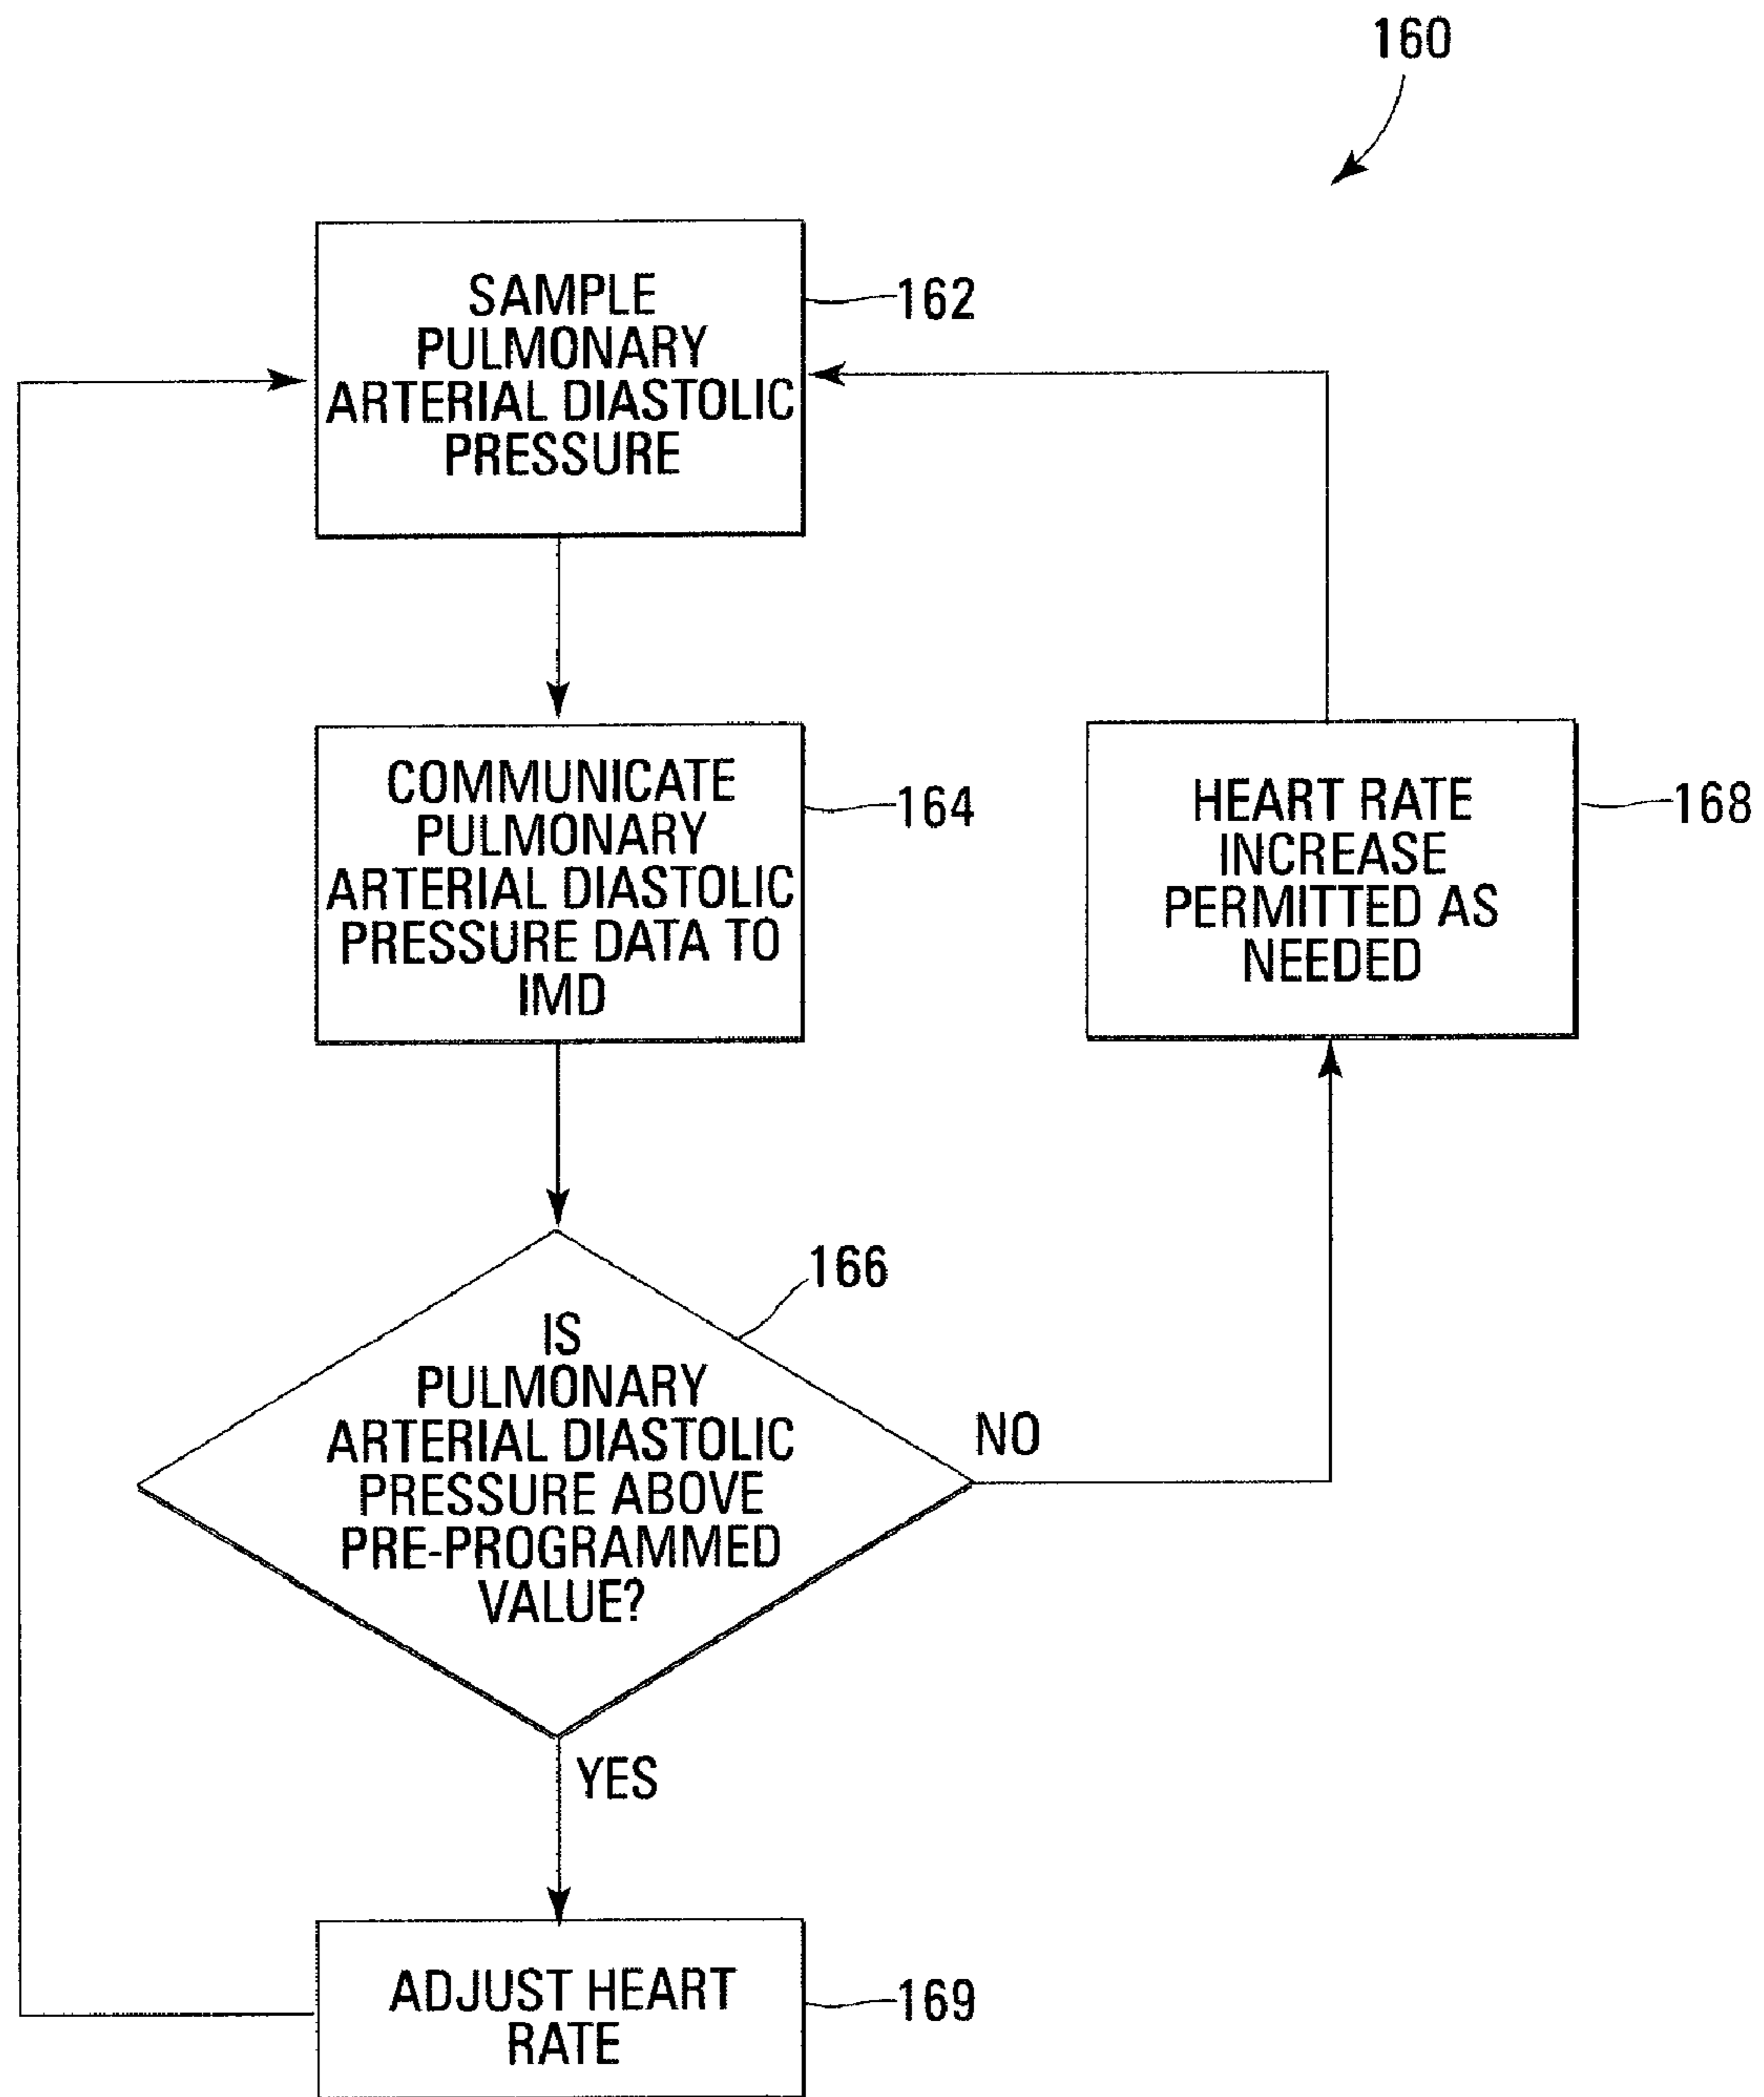 160
SAMPLE
PULMONARY
ARTERIAL DIASTOLIC
PRESSURE
162
COMMUNICATE
PULMONARY
ARTERIAL DIASTOLIC
PRESSURE DATA TO
IMD
164
HEART RATE
INCREASE
PERMITTED AS
NEEDED
168
IS
PULMONARY
ARTERIAL DIASTOLIC
PRESSURE ABOVE
PRE-PROGRAMMED
VALUE?
166
NO
YES
ADJUST HEART
RATE
169